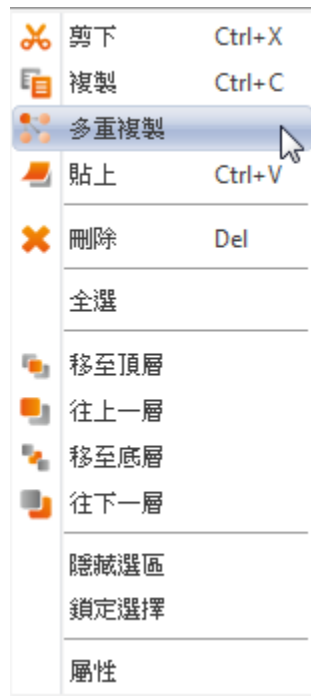 剪下 Ctrl+X
複製 Ctrl+C
多重複製
貼上 Ctrl+V
刪除 Del
全選
移至頂層
往上一層
移至底層
往下一層
隱藏選區
鎖定選擇
屬性